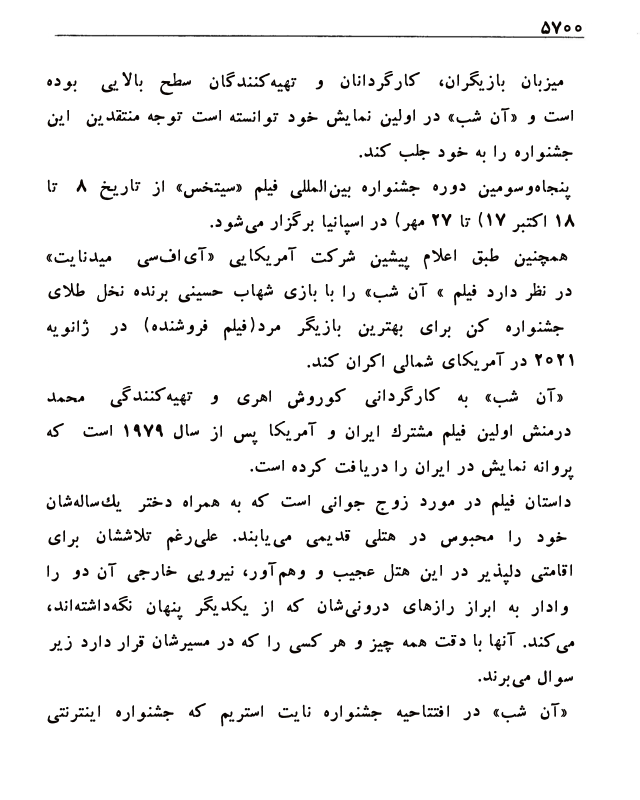 ۵۷۰۰
میزبان بازیگران، کارگردانان و تهیه‌کنندگان سطح بالایی بوده
است و «آن شب» در اولین نمایش خود توانسته است توجه منتقدین این
جشنواره را به خود جلب کند.
پنجاه‌وسومین دوره جشنواره بین‌المللی فیلم «سیتخس» از تاریخ ۸ تا
۱۸ اکتبر ۱۷) تا ۲۷ مهر) در اسپانیا برگزار می‌شود.
همچنین طبق اعلام پیشین شرکت آمریکایی «آی‌اف‌سی میدنایت»
در نظر دارد فیلم » آن شب» را با بازی شهاب حسینی برنده نخل طلای
جشنواره کن برای بهترین بازیگر مرد(فیلم فروشنده) در ژانویه
۲۰۲۱ در آمریکای شمالی اکران کند.
«آن شب» به کارگردانی کوروش اهری و تهیه‌کنندگی محمد
درمنش اولین فیلم مشترك ایران و آمریکا پس از سال ۱۹۷۹ است که
پروانه نمایش در ایران را دریافت کرده است.
داستان فیلم در مورد زوج جوانی است که به همراه دختر یك‌ساله‌شان
خود را محبوس در هتلی قدیمی می‌یابند. علی‌رغم تلاششان برای
اقامتی دلپذیر در این هتل عجیب و وهم‌آور، نیرویی خارجی آن دو را
وادار به ابراز رازهای درونی‌شان که از یکدیگر پنهان نگه‌داشته‌اند،
می‌کند. آنها با دقت همه چیز و هر کسی را که در مسیرشان قرار دارد زیر
سوال می‌برند.
«آن شب» در افتتاحیه جشنواره نایت استریم که جشنواره اینترنتی